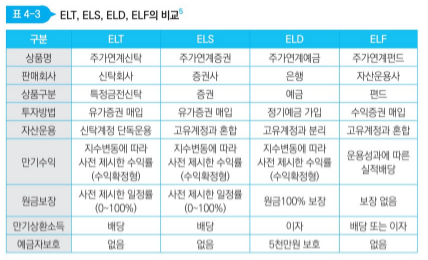 표 4-3 ELT, ELS, ELD, ELF의 비교⁵
구분 ELT ELS ELD ELF
상품명 주가연계신탁 주가연계증권 주가연계예금 주가연계펀드
판매회사 신탁회사 증권사 은행 자산운용사
상품구분 특정금전신탁 증권 예금 펀드
투자방법 유가증권 매입 유가증권 매입 정기예금 가입 수익증권 매입
자산운용 신탁계정 단독운용 고유계정과 혼합 고유계정과 분리 고유계정과 혼합
만기수익 지수변동에 따라 사전 제시한 수익률 (수익확정형) 지수변동에 따라 사전 제시한 수익률 (수익확정형) 지수변동에 따라 사전 제시한 수익률 (수익확정형) 운용성과에 따른 실적배당
원금보장 사전 제시한 일정률 (0~100%) 사전 제시한 일정률 (0~100%) 원금100% 보장 보장 없음
만기상환소득 배당 배당 이자 배당 또는 이자
예금자보호 없음 없음 5천만원 보호 없음